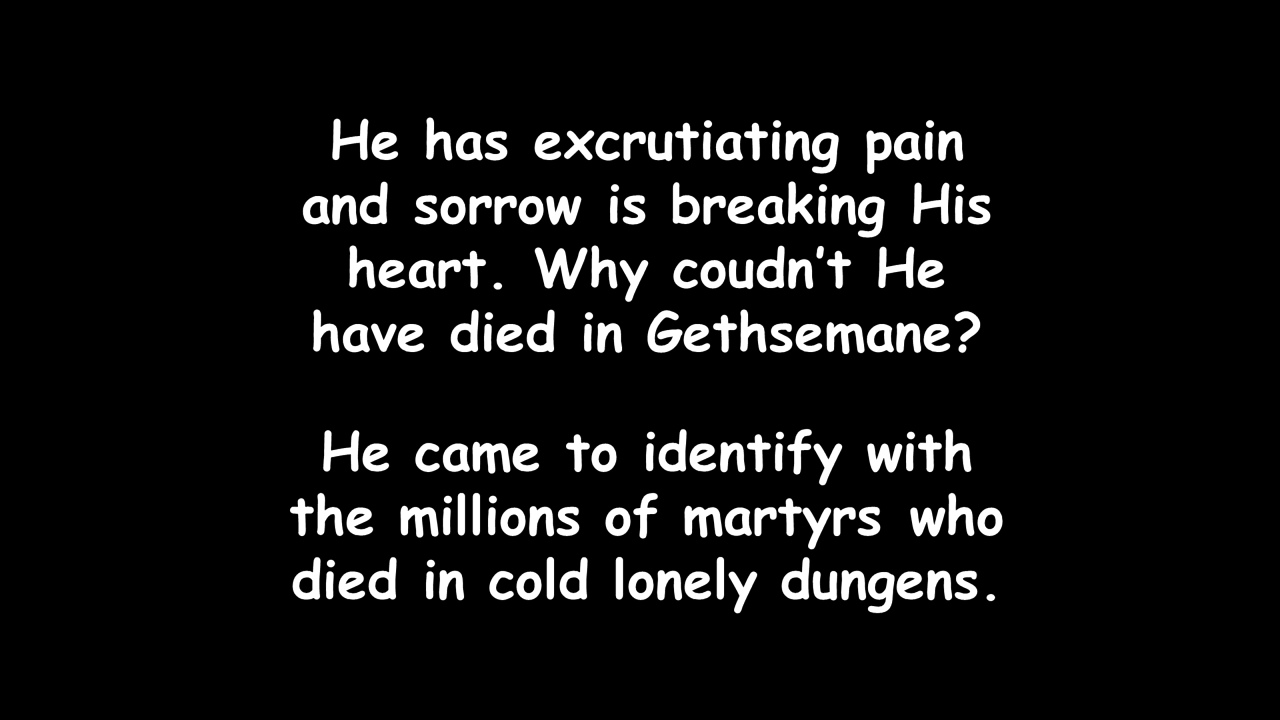 He has excrutiating pain
and sorrow is breaking His
heart. Why coudn't He
have died in Gethsemane?
He came to identify with
the millions of martyrs who
died in cold lonely dungens.